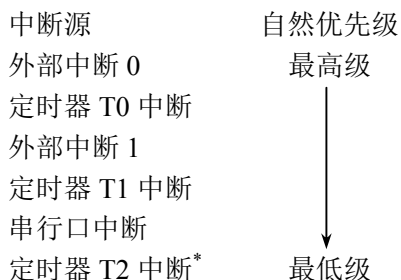 中断源 自然优先级
外部中断 0 最高级
定时器 T0 中断
外部中断 1
定时器 T1 中断
串行口中断
定时器 T2 中断* 最低级